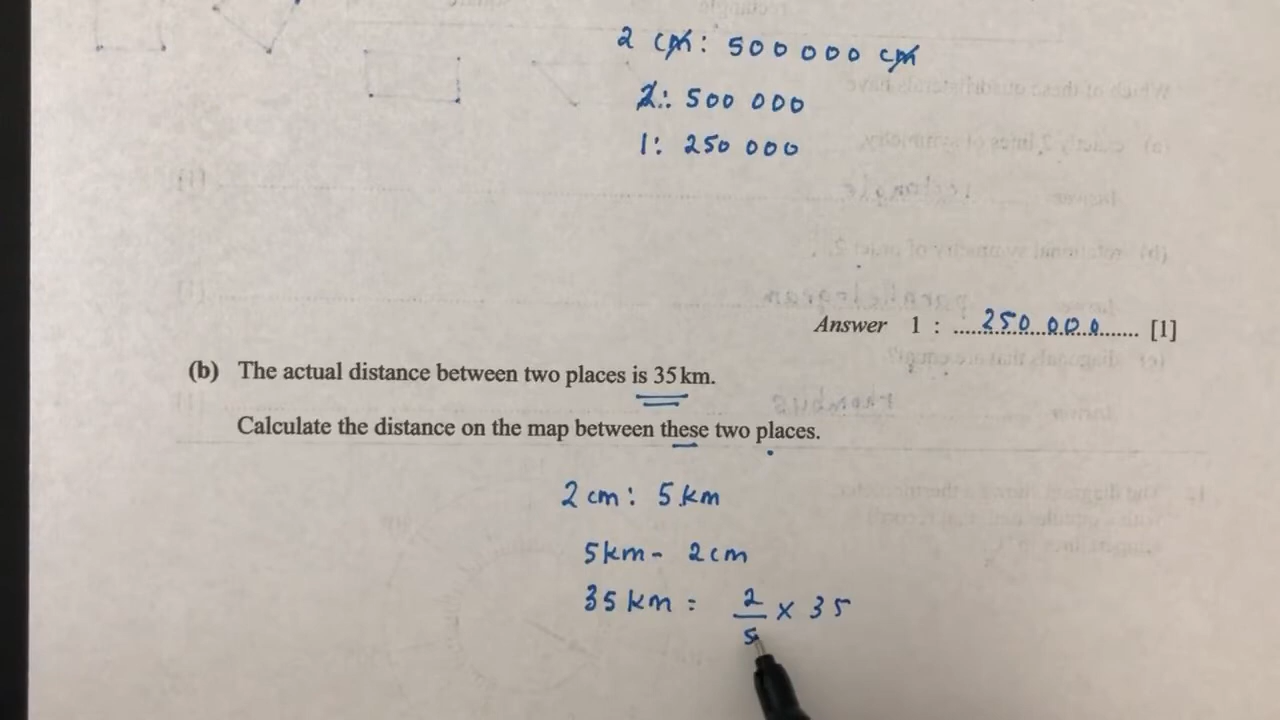 2 cm: 500 000 cm
2: 500 000
1: 250 000
Answer 1 : 250 000 [1]
(b) The actual distance between two places is 35 km.
Calculate the distance on the map between these two places.
2 cm: 5 km
5 km - 2 cm
35 km = 2/5 x 35